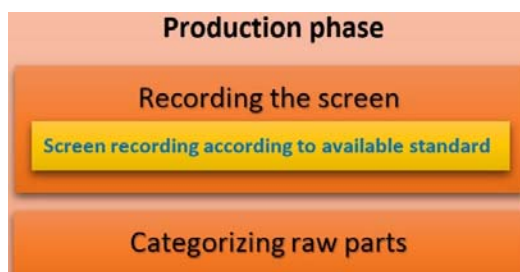 Production phase
Recording the screen
Screen recording according to available standard
Categorizing raw parts